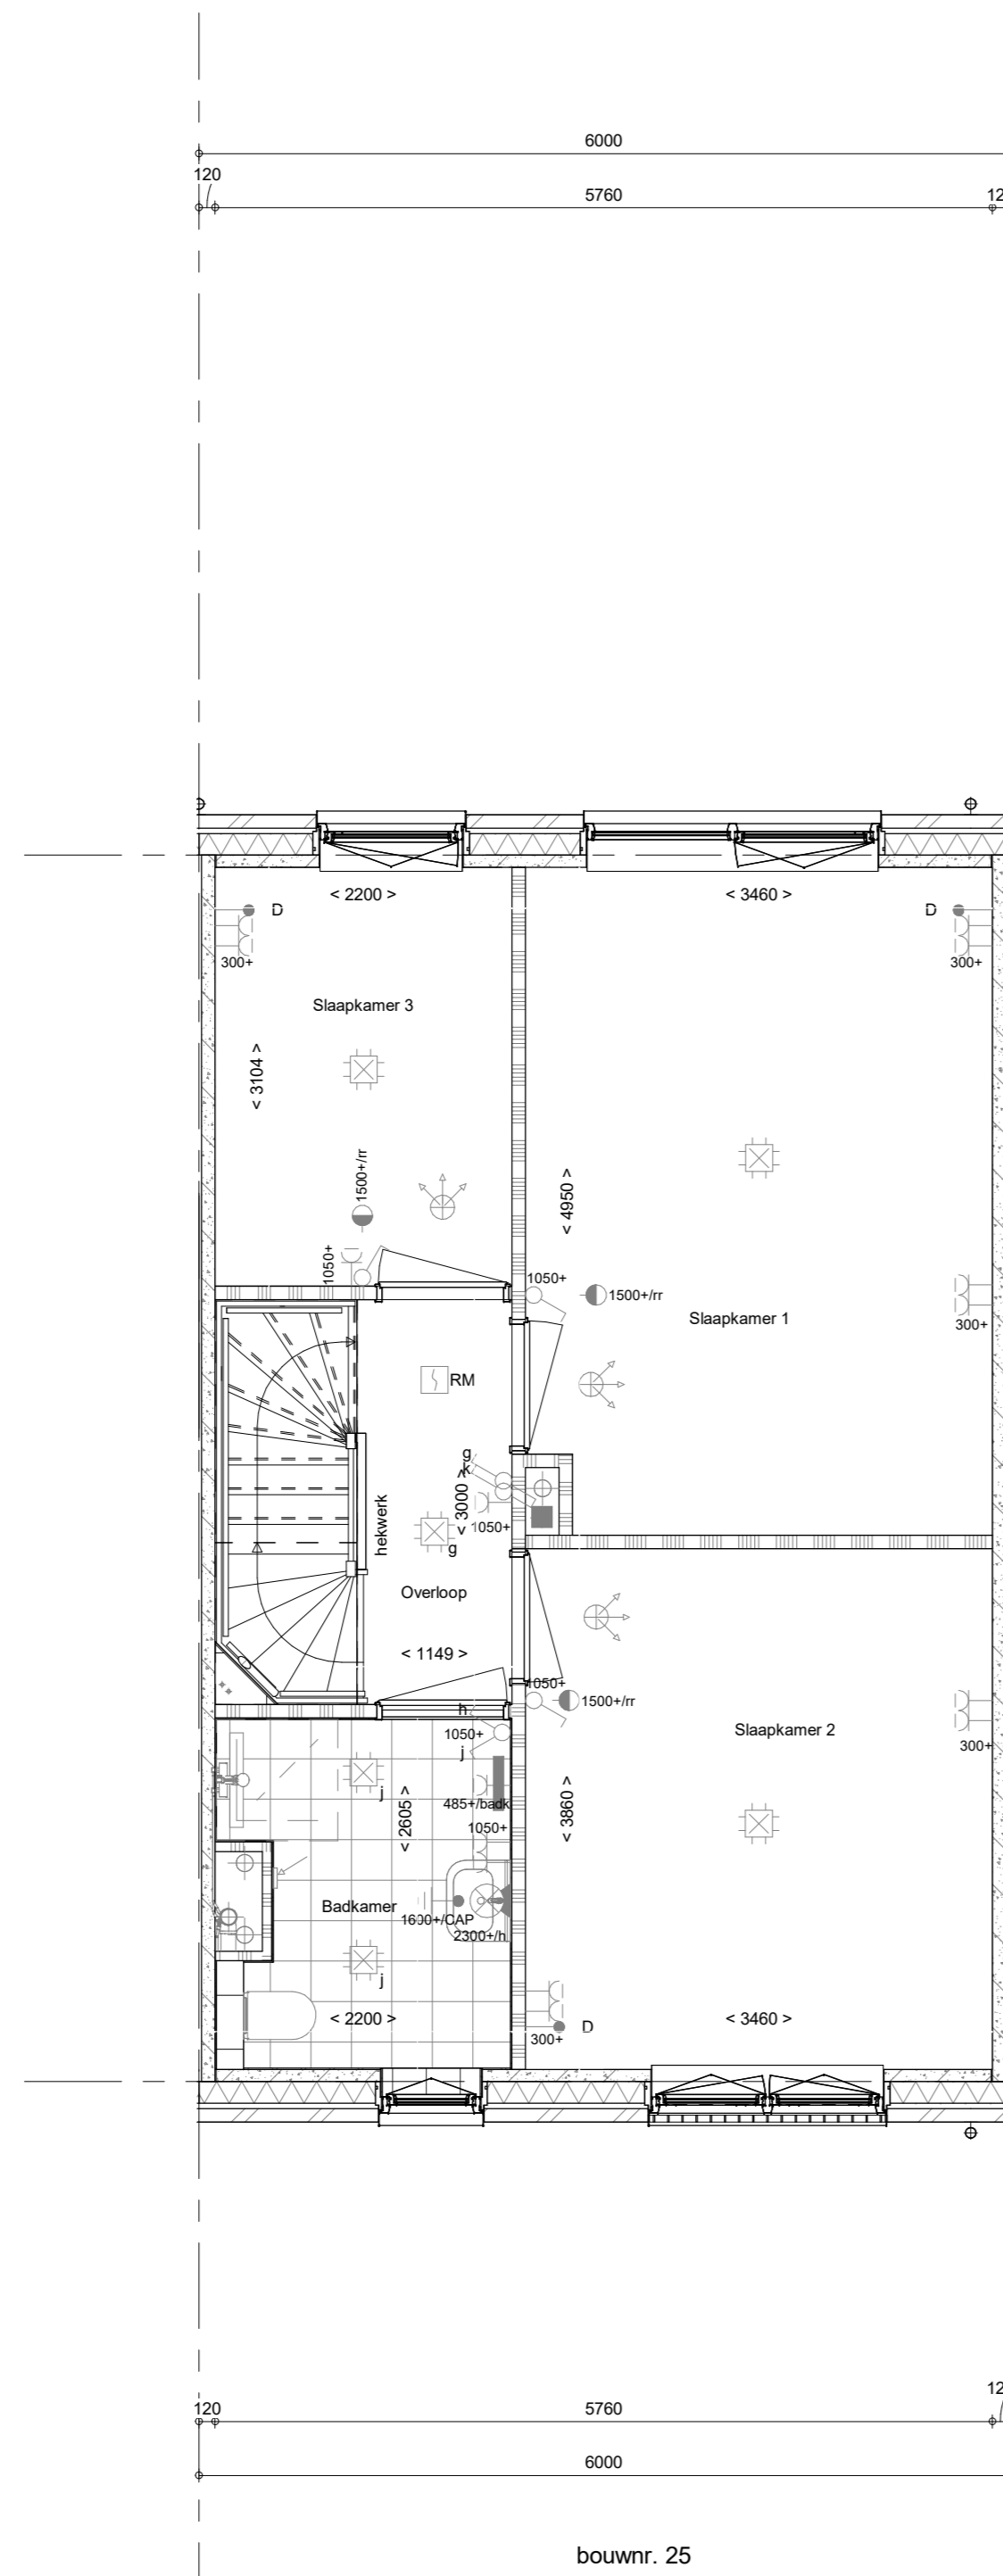 6000
120
5760
12
< 2200 >
< 3460 >
D
D
300+
300+
Slaapkamer 3
< 3104 >
1500+/rr
< 4950 >
1050+
1050+
1500+/rr
300+
Slaapkamer 1
RM
g
k
< 3000 >
1050+
hekwerk
g
Overloop
< 1149 >
1050+
h
1500+/rr
1050+
j
Slaapkamer 2
300+
j
485+/badk
< 2605 >
< 3860 >
1050+
Badkamer
1600+/CAP
2300+/h
j
< 2200 >
< 3460 >
D
300+
12
120
5760
6000
bouwnr. 25